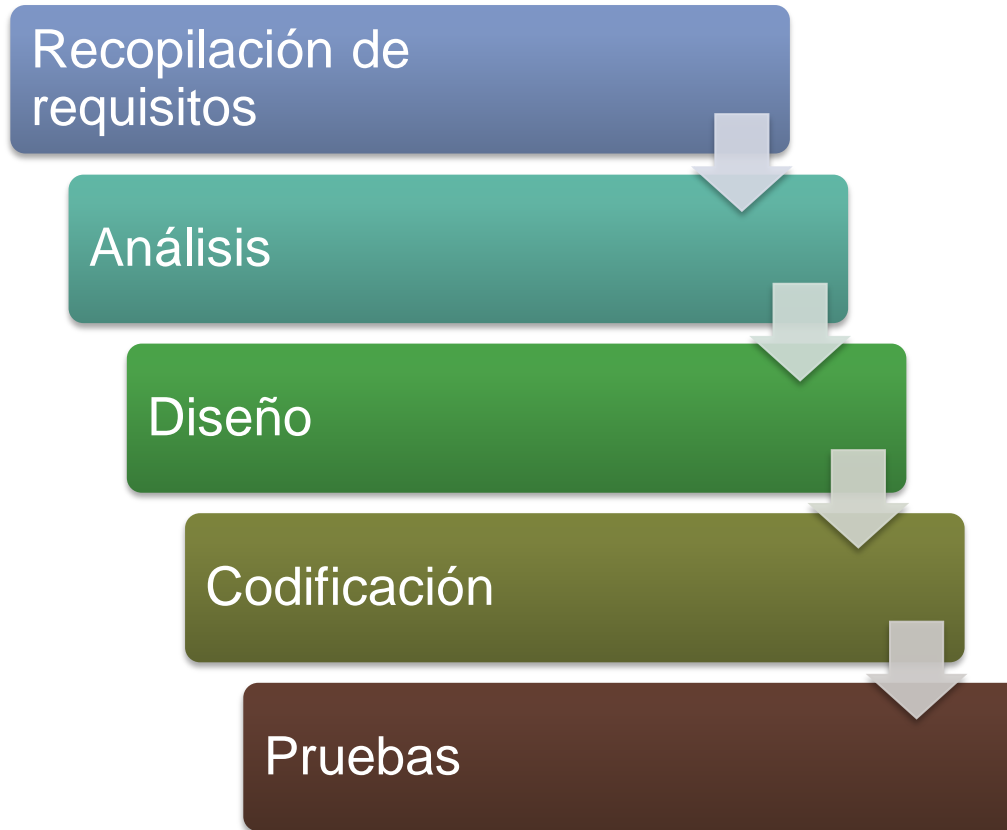 Recopilación de
requisitos
Análisis
Diseño
Codificación
Pruebas